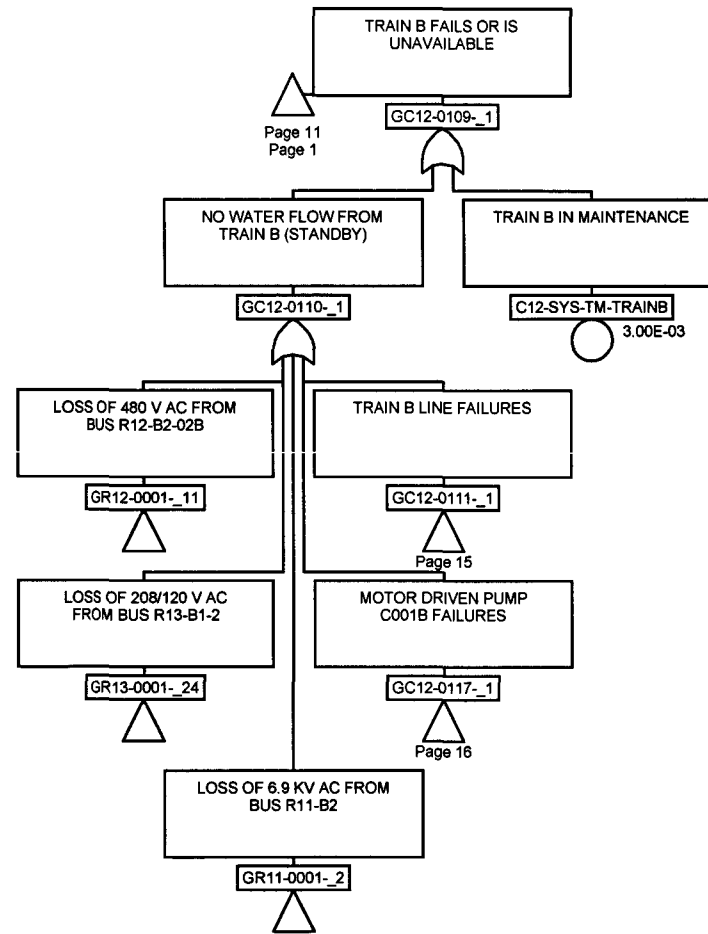 TRAIN B FAILS OR IS
UNAVAILABLE
Page 11
Page 1
GC12-0109-_1
NO WATER FLOW FROM
TRAIN B (STANDBY)
GC12-0110-_1
TRAIN B IN MAINTENANCE
C12-SYS-TM-TRAINB
3.00E-03
LOSS OF 480 V AC FROM
BUS R12-B2-02B
GR12-0001-_11
TRAIN B LINE FAILURES
GC12-0111-_1
Page 15
LOSS OF 208/120 V AC
FROM BUS R13-B1-2
GR13-0001-_24
MOTOR DRIVEN PUMP
C001B FAILURES
GC12-0117-_1
Page 16
LOSS OF 6.9 KV AC FROM
BUS R11-B2
GR11-0001-_2